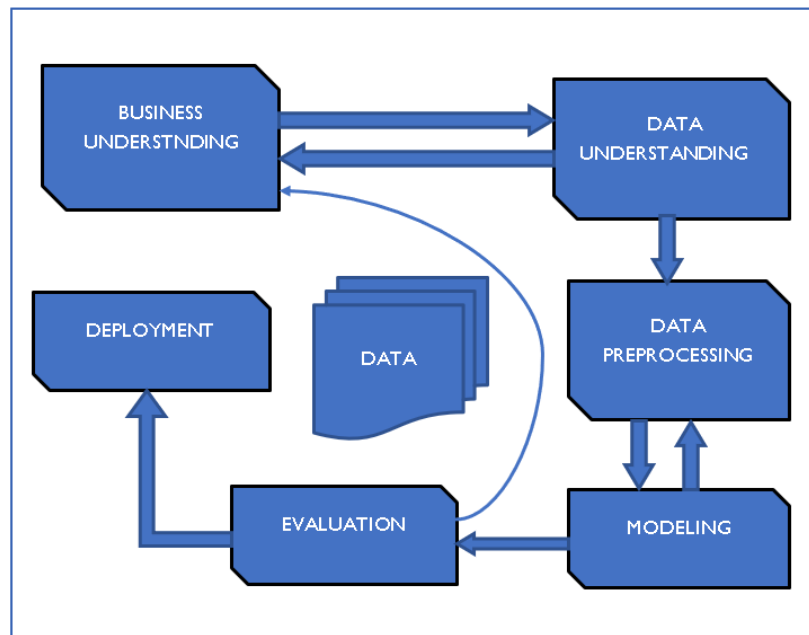 BUSINESS
UNDERSTNDING
DATA
UNDERSTANDING
DEPLOYMENT
DATA
DATA
PREPROCESSING
EVALUATION
MODELING